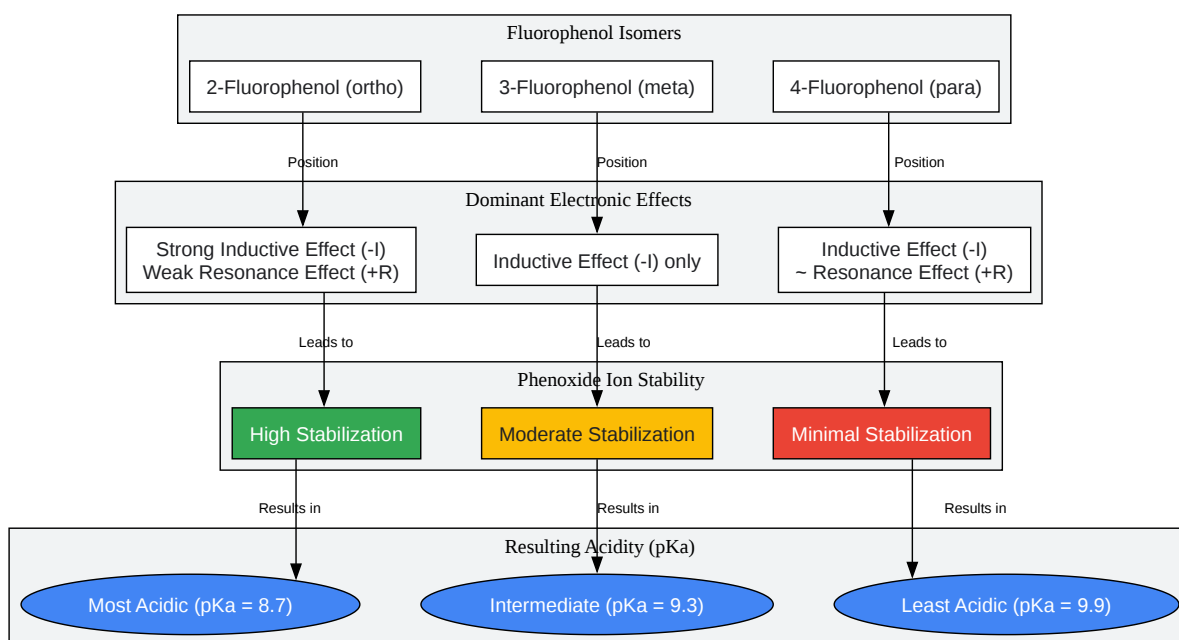 Fluorophenol Isomers
2-Fluorophenol (ortho)
3-Fluorophenol (meta)
4-Fluorophenol (para)
Position
Position
Position
Dominant Electronic Effects
Strong Inductive Effect (-I)
Weak Resonance Effect (+R)
Inductive Effect (-I) only
Inductive Effect (-I)
~ Resonance Effect (+R)
Leads to
Leads to
Leads to
Phenoxide Ion Stability
High Stabilization
Moderate Stabilization
Minimal Stabilization
Results in
Results in
Results in
Resulting Acidity (pKa)
Most Acidic (pKa = 8.7)
Intermediate (pKa = 9.3)
Least Acidic (pKa = 9.9)